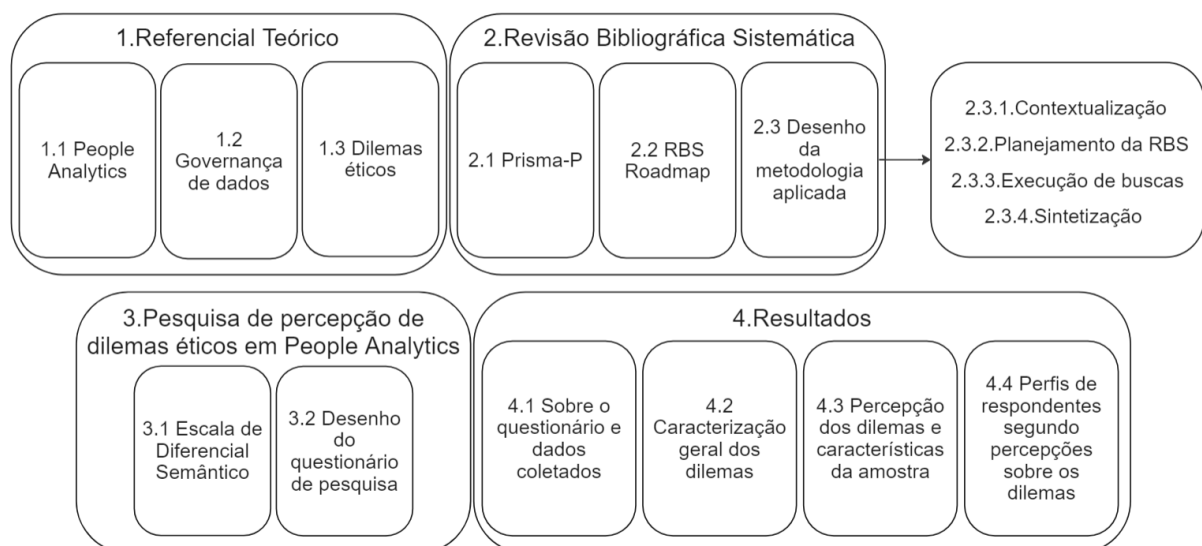 1.Referencial Teórico
1.1 People
Analytics
1.2
Governança
de dados
1.3 Dilemas
éticos
2.Revisão Bibliográfica Sistemática
2.1 Prisma-P
2.2 RBS
Roadmap
2.3 Desenho
da
metodologia
aplicada
2.3.1.Contextualização
2.3.2.Planejamento da RBS
2.3.3.Execução de buscas
2.3.4.Sintetização
3.Pesquisa de percepção de
dilemas éticos em People Analytics
3.1 Escala de
Diferencial
Semântico
3.2 Desenho
do
questionário
de pesquisa
4.Resultados
4.1 Sobre o
questionário e
dados
coletados
4.2
Caracterização
geral dos
dilemas
4.3 Percepção
dos dilemas e
características
da amostra
4.4 Perfis de
respondentes
segundo
percepções
sobre os
dilemas